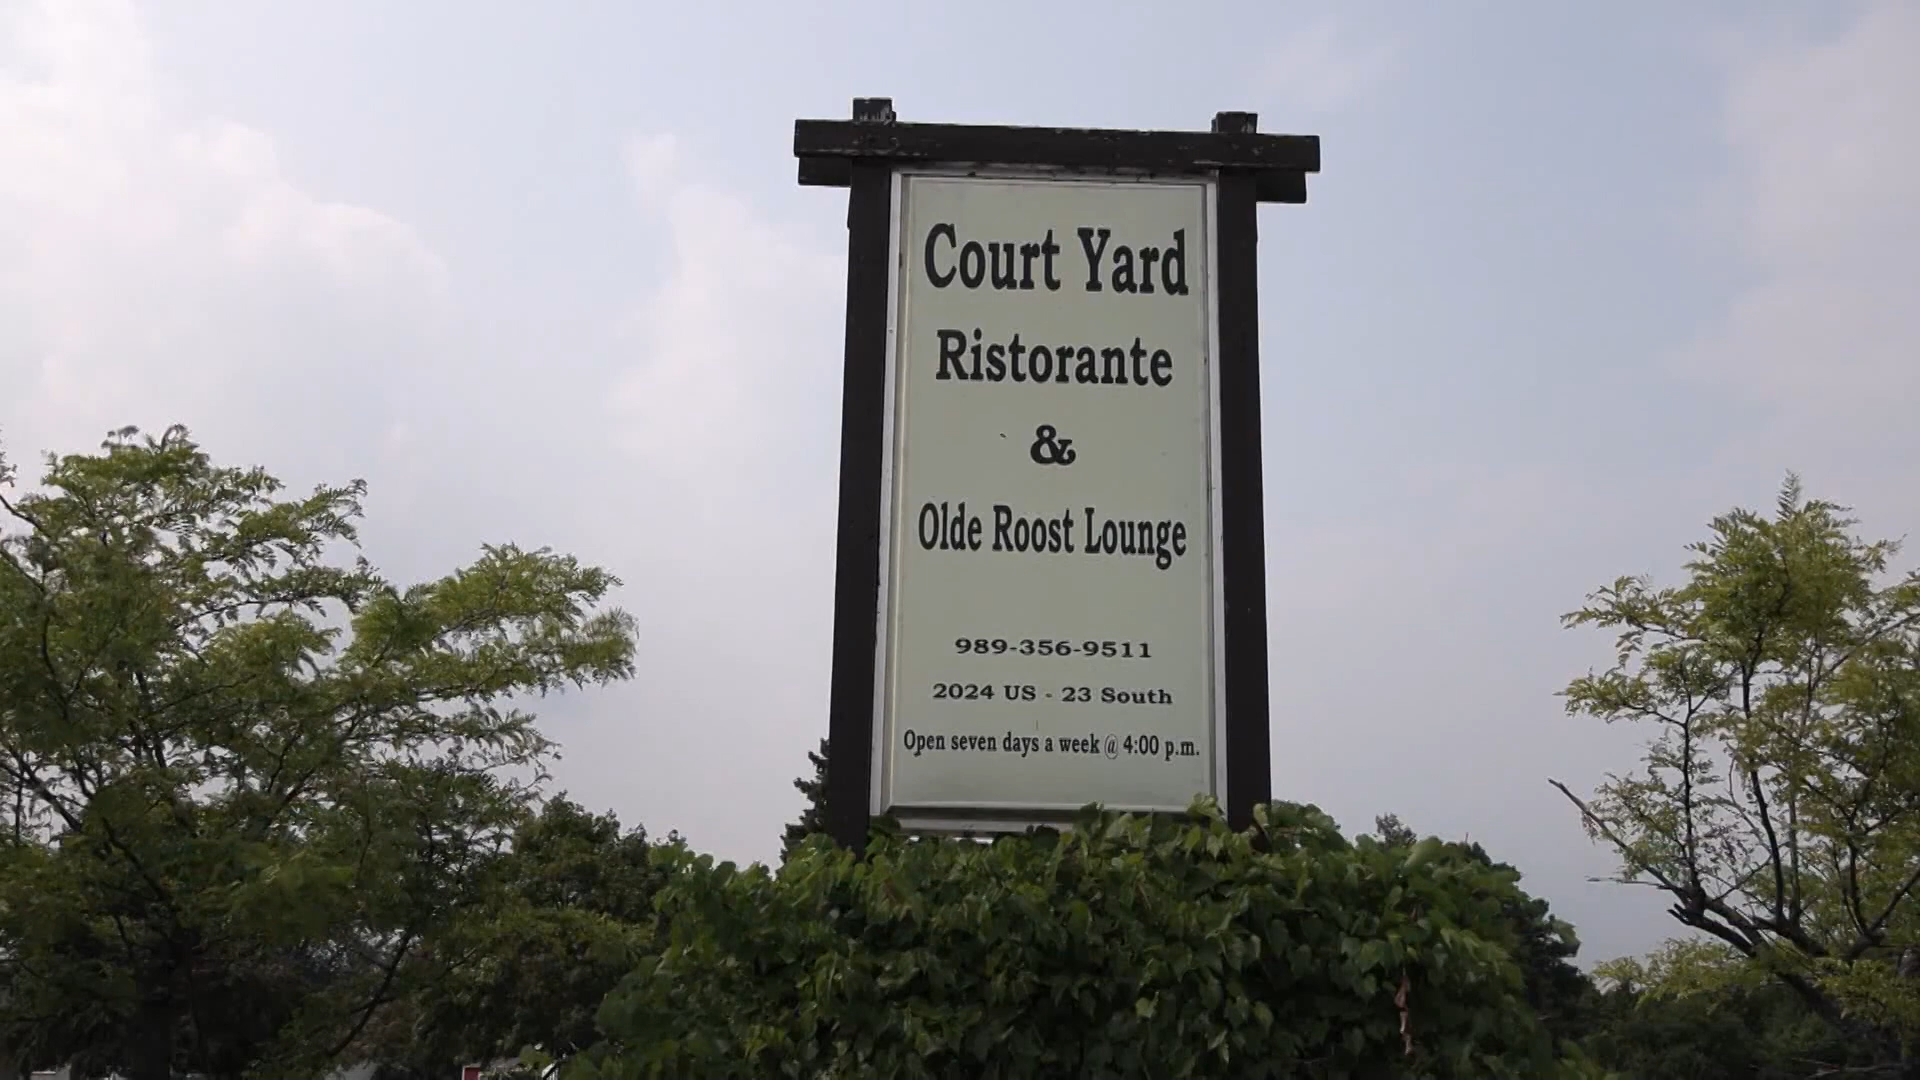 Court Yard
Ristorante
&
Olde Roost Lounge
989-356-9511
2024 US - 23 South
Open seven days a week @ 4:00 p.m.